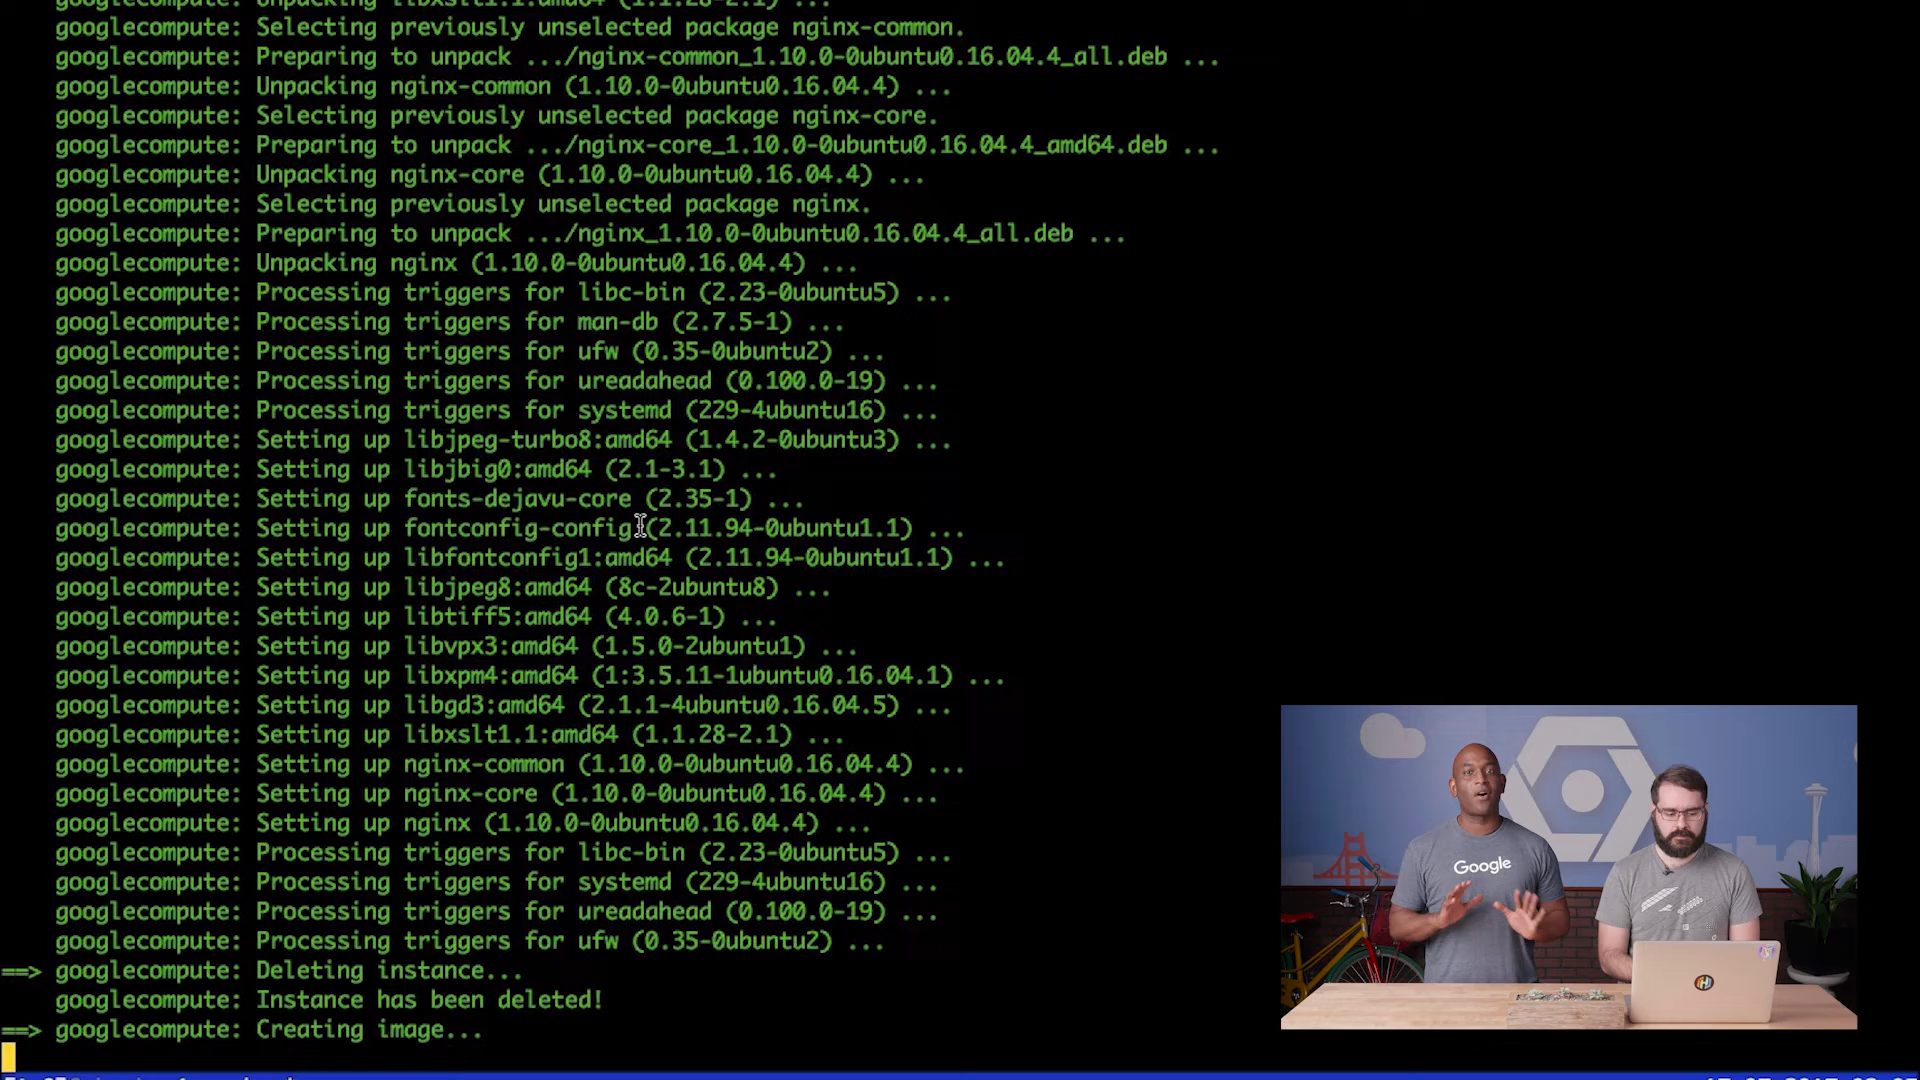 googlecompute: Unpacking libxslt1.1:amd64 (1.1.28-2.1) ...
googlecompute: Selecting previously unselected package nginx-common.
googlecompute: Preparing to unpack .../nginx-common_1.10.0-0ubuntu0.16.04.4_all.deb ...
googlecompute: Unpacking nginx-common (1.10.0-0ubuntu0.16.04.4) ...
googlecompute: Selecting previously unselected package nginx-core.
googlecompute: Preparing to unpack .../nginx-core_1.10.0-0ubuntu0.16.04.4_amd64.deb ...
googlecompute: Unpacking nginx-core (1.10.0-0ubuntu0.16.04.4) ...
googlecompute: Selecting previously unselected package nginx.
googlecompute: Preparing to unpack .../nginx_1.10.0-0ubuntu0.16.04.4_all.deb ...
googlecompute: Unpacking nginx (1.10.0-0ubuntu0.16.04.4) ...
googlecompute: Processing triggers for libc-bin (2.23-0ubuntu5) ...
googlecompute: Processing triggers for man-db (2.7.5-1) ...
googlecompute: Processing triggers for ufw (0.35-0ubuntu2) ...
googlecompute: Processing triggers for ureadahead (0.100.0-19) ...
googlecompute: Processing triggers for systemd (229-4ubuntu16) ...
googlecompute: Setting up libjpeg-turbo8:amd64 (1.4.2-0ubuntu3) ...
googlecompute: Setting up libjbig0:amd64 (2.1-3.1) ...
googlecompute: Setting up fonts-dejavu-core (2.35-1) ...
googlecompute: Setting up fontconfig-config (2.11.94-0ubuntu1.1) ...
googlecompute: Setting up libfontconfig1:amd64 (2.11.94-0ubuntu1.1) ...
googlecompute: Setting up libjpeg8:amd64 (8c-2ubuntu8) ...
googlecompute: Setting up libtiff5:amd64 (4.0.6-1) ...
googlecompute: Setting up libvpx3:amd64 (1.5.0-2ubuntu1) ...
googlecompute: Setting up libxpm4:amd64 (1:3.5.11-1ubuntu0.16.04.1) ...
googlecompute: Setting up libgd3:amd64 (2.1.1-4ubuntu0.16.04.5) ...
googlecompute: Setting up libxslt1.1:amd64 (1.1.28-2.1) ...
googlecompute: Setting up nginx-common (1.10.0-0ubuntu0.16.04.4) ...
googlecompute: Setting up nginx-core (1.10.0-0ubuntu0.16.04.4) ...
googlecompute: Setting up nginx (1.10.0-0ubuntu0.16.04.4) ...
googlecompute: Processing triggers for libc-bin (2.23-0ubuntu5) ...
googlecompute: Processing triggers for systemd (229-4ubuntu16) ...
googlecompute: Processing triggers for ureadahead (0.100.0-19) ...
googlecompute: Processing triggers for ufw (0.35-0ubuntu2) ...
==> googlecompute: Deleting instance...
googlecompute: Instance has been deleted!
==> googlecompute: Creating image...
Google